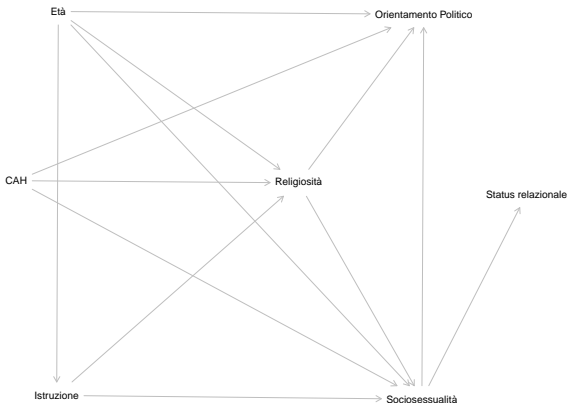 Età
Orientamento Politico
CAH
Religiosità
Status relazionale
Istruzione
Sociosessualità